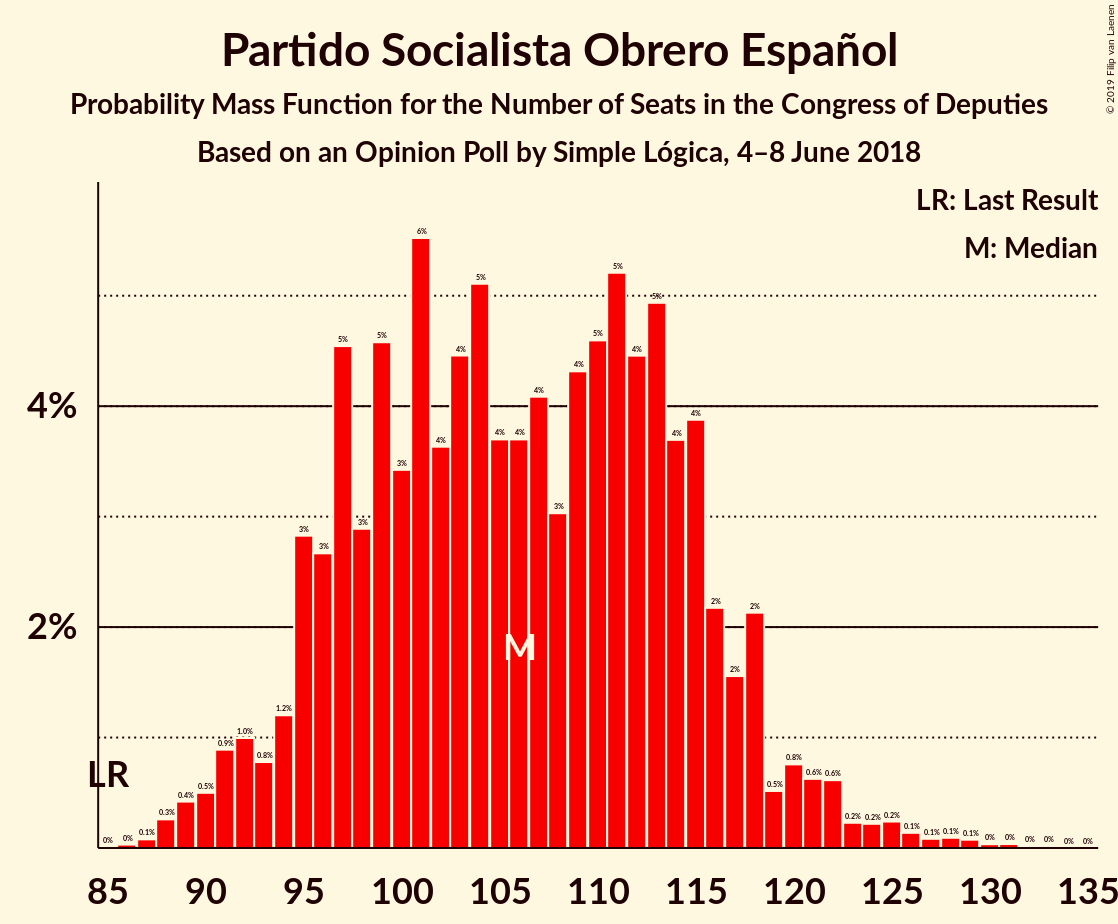 Partido Socialista Obrero Español
Probability Mass Function for the Number of Seats in the Congress of Deputies
Based on an Opinion Poll by Simple Lógica, 4–8 June 2018
© 2019 Filip van Laenen
LR: Last Result
M: Median
4%
2%
LR
M
0% 0% 0.1% 0.3% 0.4% 0.5% 0.9% 1.0% 0.8% 1.2% 3% 3% 5% 3% 5% 3% 6% 4% 4% 5% 4% 4% 4% 3% 4% 5% 5% 4% 5% 4% 4% 2% 2% 2% 0.5% 0.8% 0.6% 0.6% 0.2% 0.2% 0.2% 0.1% 0.1% 0.1% 0.1% 0% 0% 0% 0% 0% 0%
85 90 95 100 105 110 115 120 125 130 135